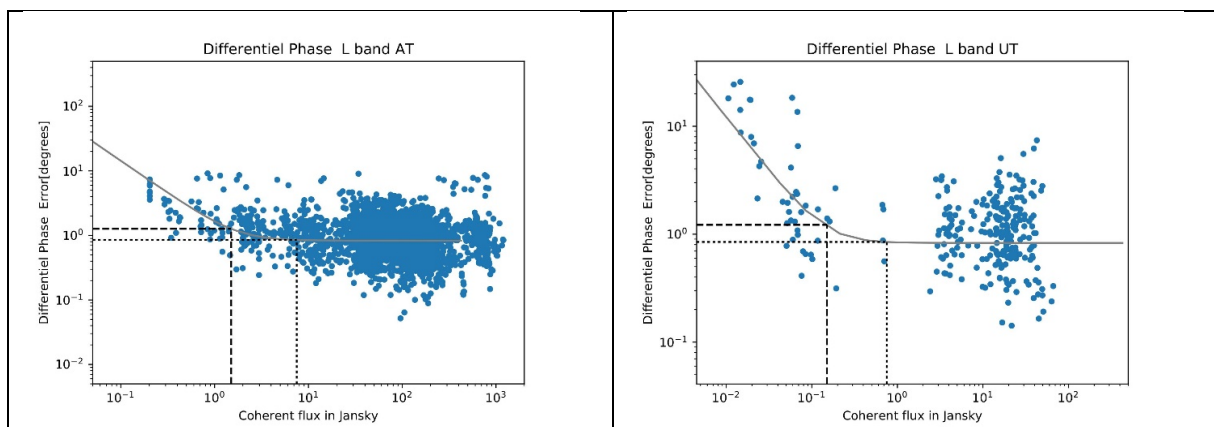 Differentiel Phase L band AT
Differential Phase Error[degrees]
10²
10¹
10⁰
10⁻¹
10⁻²
10⁻¹ 10⁰ 10¹ 10² 10³
Coherent flux in Jansky
Differentiel Phase L band UT
Differential Phase Error[degrees]
10¹
10⁰
10⁻¹
10⁻² 10⁻¹ 10⁰ 10¹ 10²
Coherent flux in Jansky